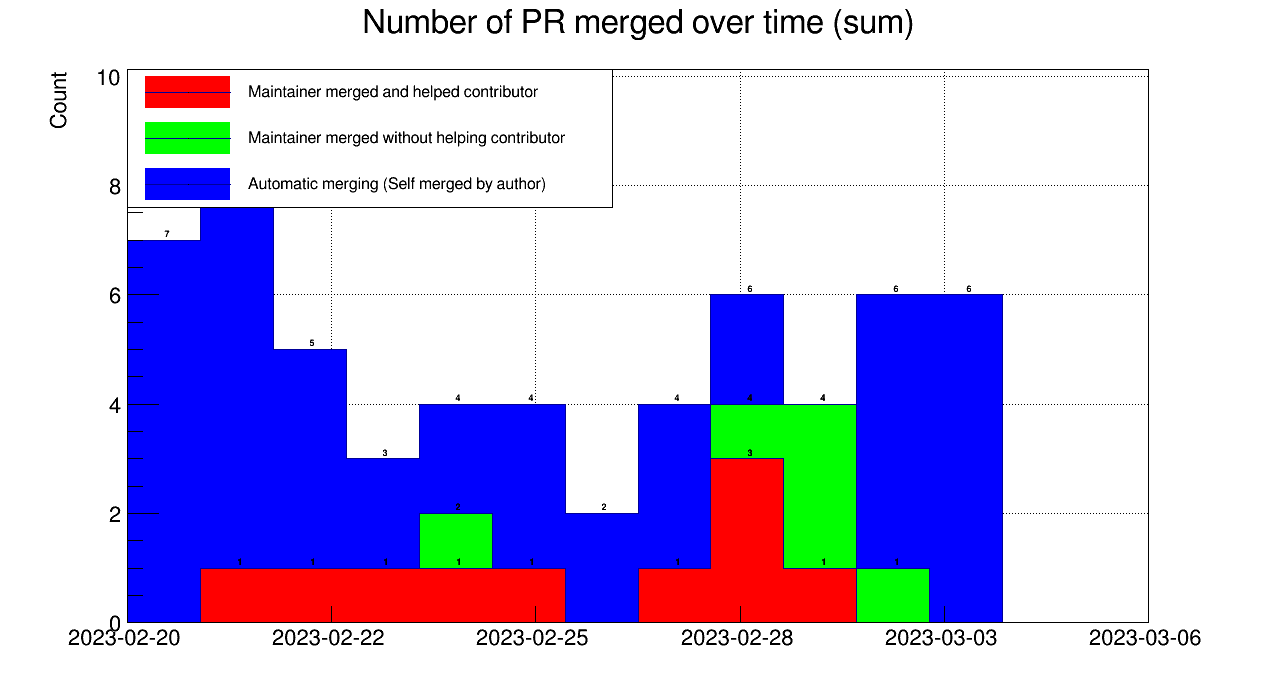 Number of PR merged over time (sum)
Count
10
8
6
4
2
0
Maintainer merged and helped contributor
Maintainer merged without helping contributor
Automatic merging (Self merged by author)
7
5
3
4 4
2
4
6
4
6 6
4
3
2
1 1 1 1 1 1 1 1
2023-02-20 2023-02-22 2023-02-25 2023-02-28 2023-03-03 2023-03-06